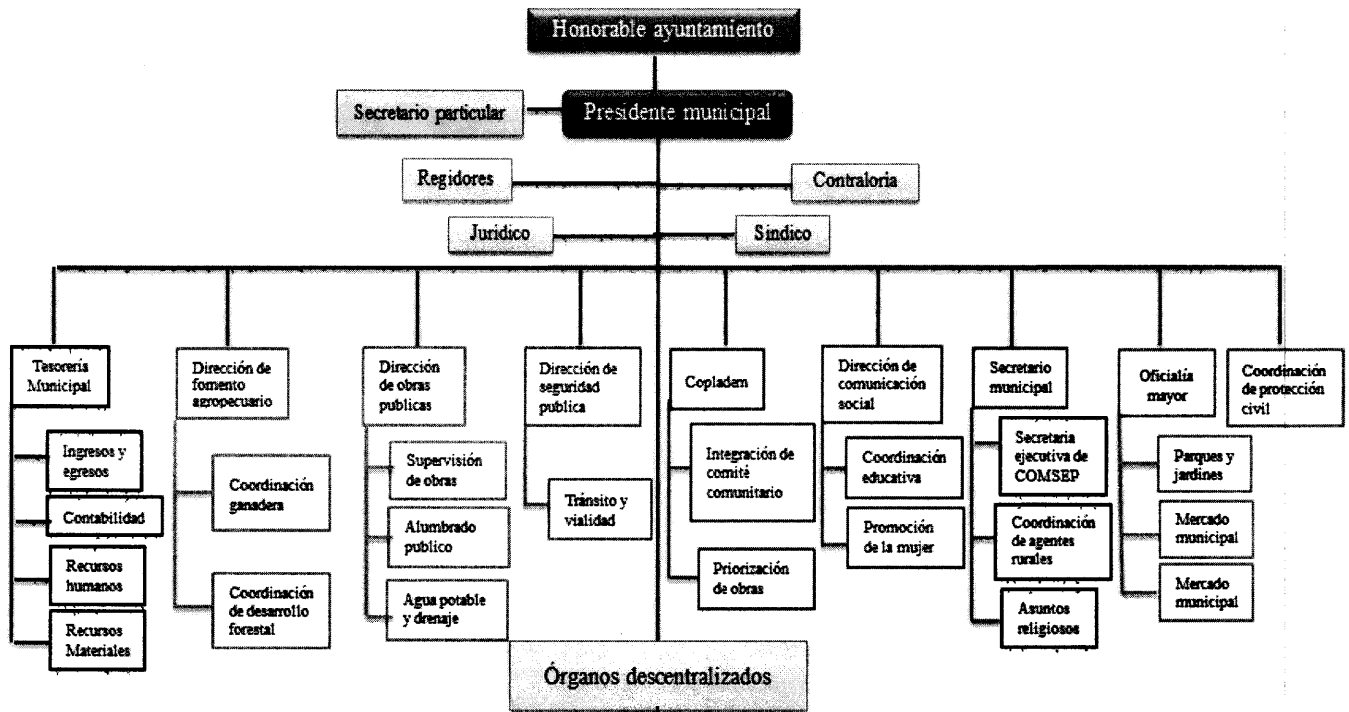 Honorable ayuntamiento
Secretario particular
Presidente municipal
Regidores
Contraloria
Juridico
Sindico
Tesorería
Municipal
Ingresos y
egresos
Contabilidad
Recursos
humanos
Recursos
Materiales
Dirección de
fomento
agropecuario
Coordinación
ganadera
Coordinación
de desarrollo
forestal
Dirección
de obras
publicas
Supervisión
de obras
Alumbrado
publico
Agua potable
y drenaje
Dirección de
seguridad
publica
Tránsito y
vialidad
Copladem
Integración de
comité
comunitario
Priorización
de obras
Dirección de
comunicación
social
Coordinación
educativa
Promoción
de la mujer
Secretario
municipal
Secretaria
ejecutiva de
COMSEP
Coordinación
de agentes
rurales
Asuntos
religiosos
Oficialía
mayor
Parques y
jardines
Mercado
municipal
Mercado
municipal
Coordinación
de protección
civil
Órganos descentralizados